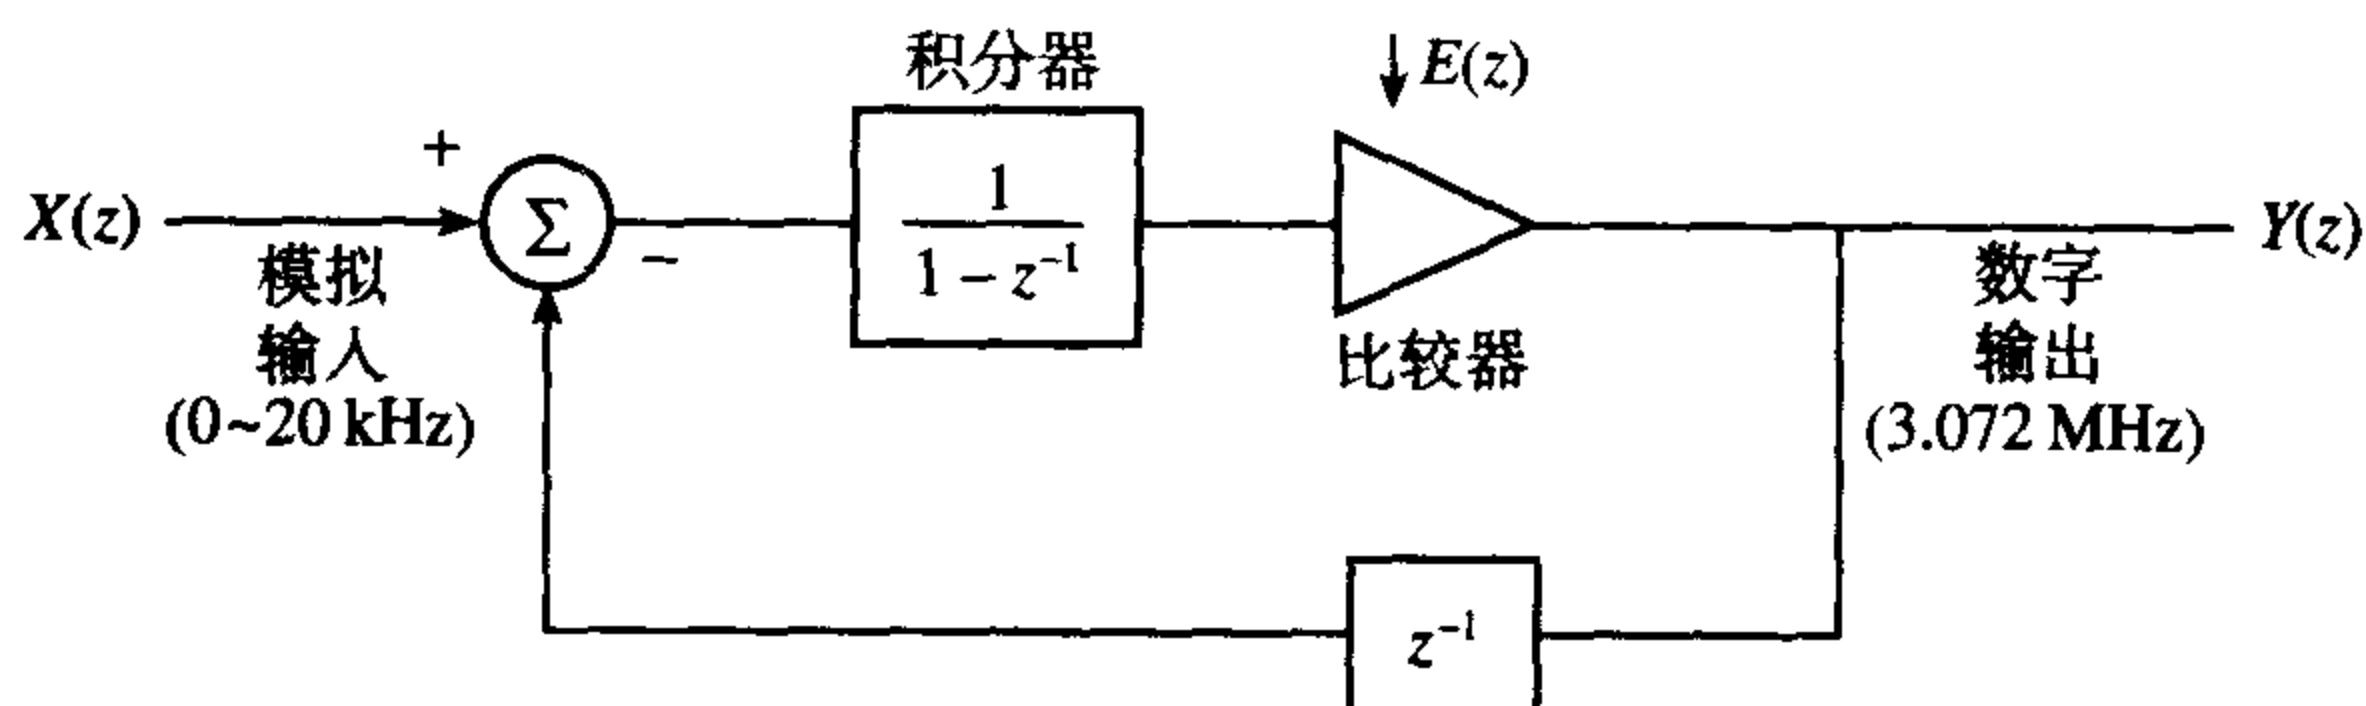 积分器
E(z)
+
X(z)
Σ
−
1
1 − z⁻¹
Y(z)
模拟
输入
(0~20 kHz)
比较器
数字
输出
(3.072 MHz)
z⁻¹